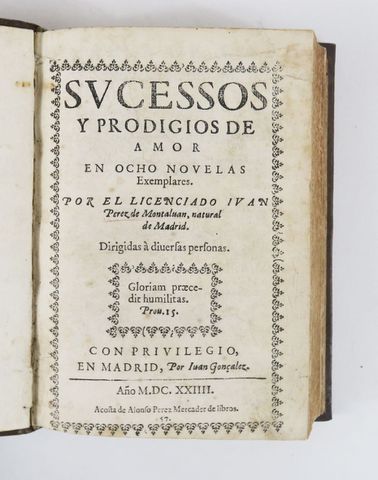 SVCESSOS
Y PRODIGIOS DE
AMOR
EN OCHO NOVELAS
Exemplares.
POR EL LICENCIADO IVAN
Perez de Montaluan, natural
de Madrid.
Dirigidas à diuersas personas.
Gloriam præce-
dit humilitas.
Prou. 15.
CON PRIVILEGIO,
EN MADRID, Por Iuan Gonçalez.
Año M.DC. XXIIII.
Acosta de Alonso Perez Mercader de libros.
57.